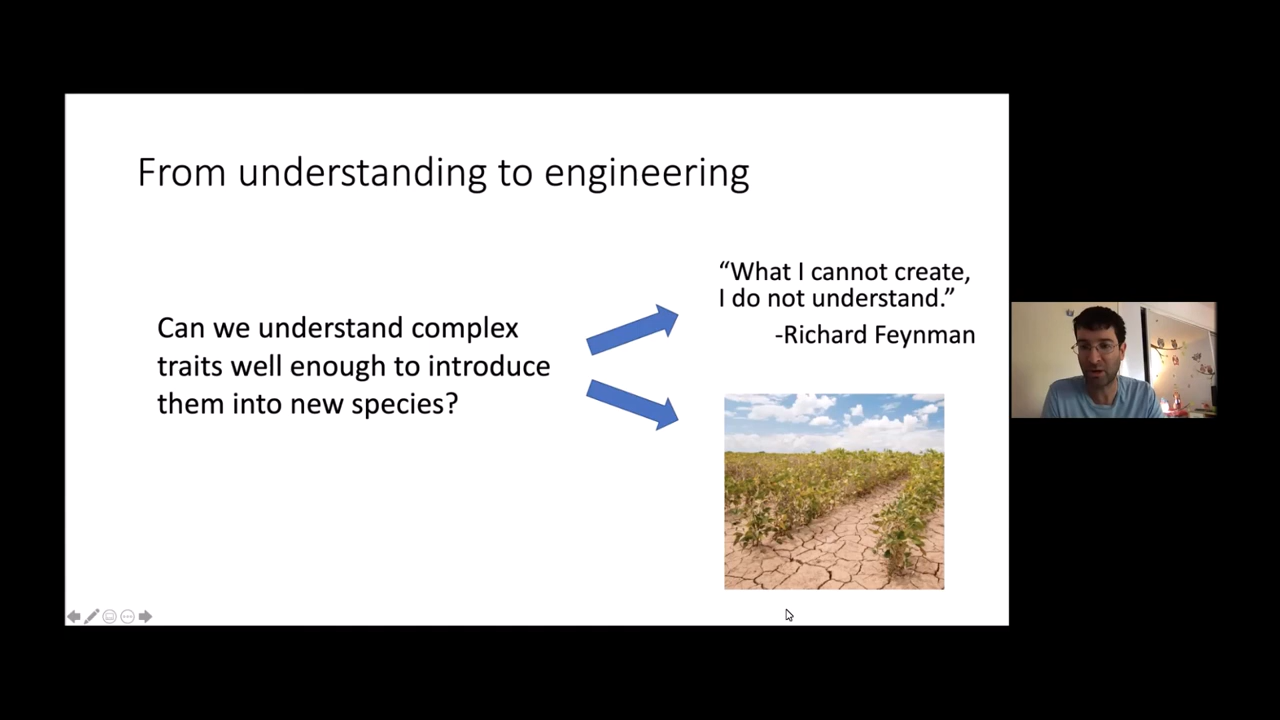 From understanding to engineering
Can we understand complex
traits well enough to introduce
them into new species?
“What I cannot create,
I do not understand.”
-Richard Feynman